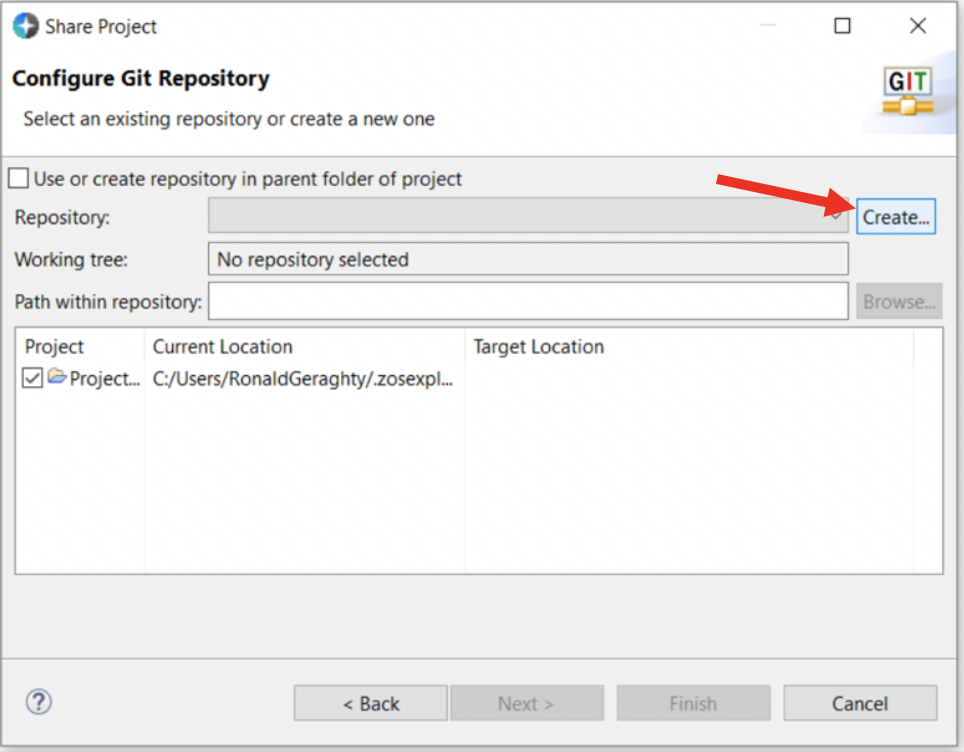 Share Project
Configure Git Repository
GIT
Select an existing repository or create a new one
Use or create repository in parent folder of project
Repository: Create...
Working tree: No repository selected
Path within repository: Browse...
Project Current Location Target Location
Project... C:/Users/RonaldGeraghty/.zosexpl...
? < Back Next > Finish Cancel